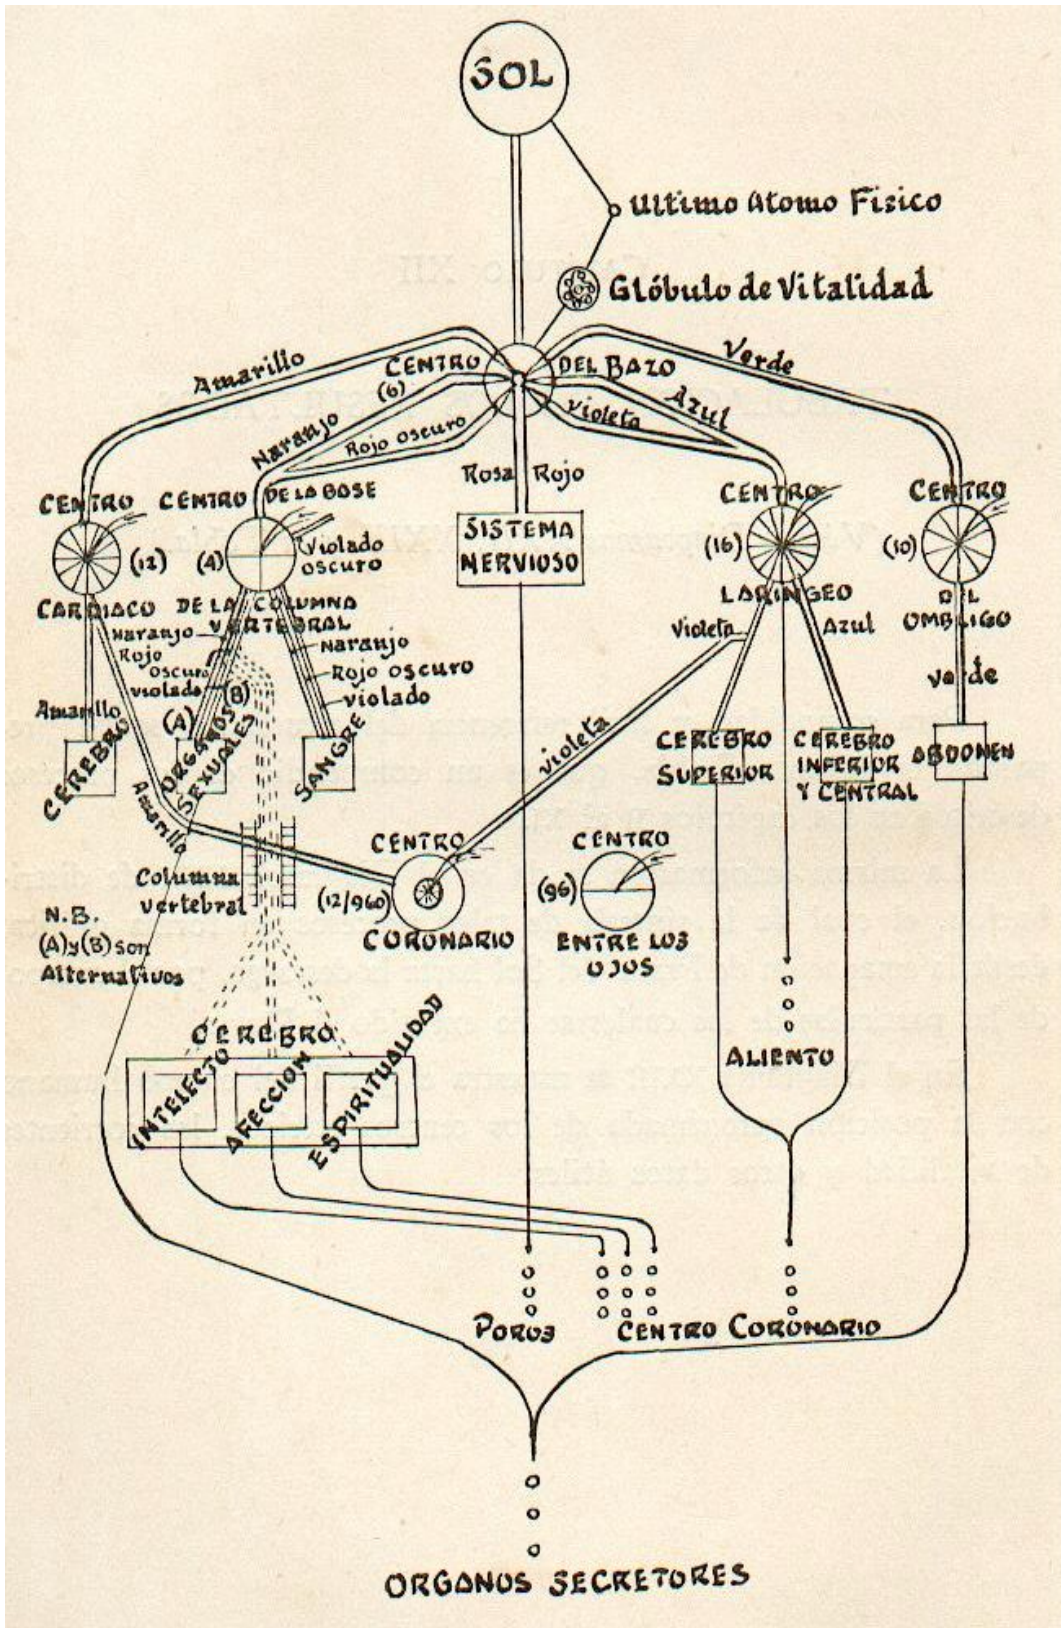 SOL
Ultimo Atomo Fisico
Glóbulo de Vitalidad
Amarillo
CENTRO
(6)
DEL BAZO
Verde
Naranjo
Rojo oscuro
Violeta
Azul
Rosa Rojo
CENTRO
CENTRO DE LA BASE
CENTRO
CENTRO
(12)
(4)
Violado
oscuro
SISTEMA
NERVIOSO
(16)
(10)
CARDIACO
DE LA COLUMNA
VERTEBRAL
LARINGEO
DEL
OMBLIGO
Naranjo
Rojo
oscuro
violado
(B)
(A)
Naranjo
Rojo oscuro
violado
Violeta
Azul
verde
Amarillo
CEREBRO
ORGANOS
SEXUALES
SANGRE
violeta
CEREBRO
SUPERIOR
CEREBRO
INFERIOR
Y CENTRAL
ABDOMEN
Amarillo
Columna
vertebral
CENTRO
(12/960)
CORONARIO
CENTRO
(96)
ENTRE LOS
OJOS
N.B.
(A)y(B) son
Alternativos
CEREBRO
INTELECTO
AFECCION
ESPIRITUALIDAD
ALIENTO
POROS
CENTRO CORONARIO
ORGANOS SECRETORES